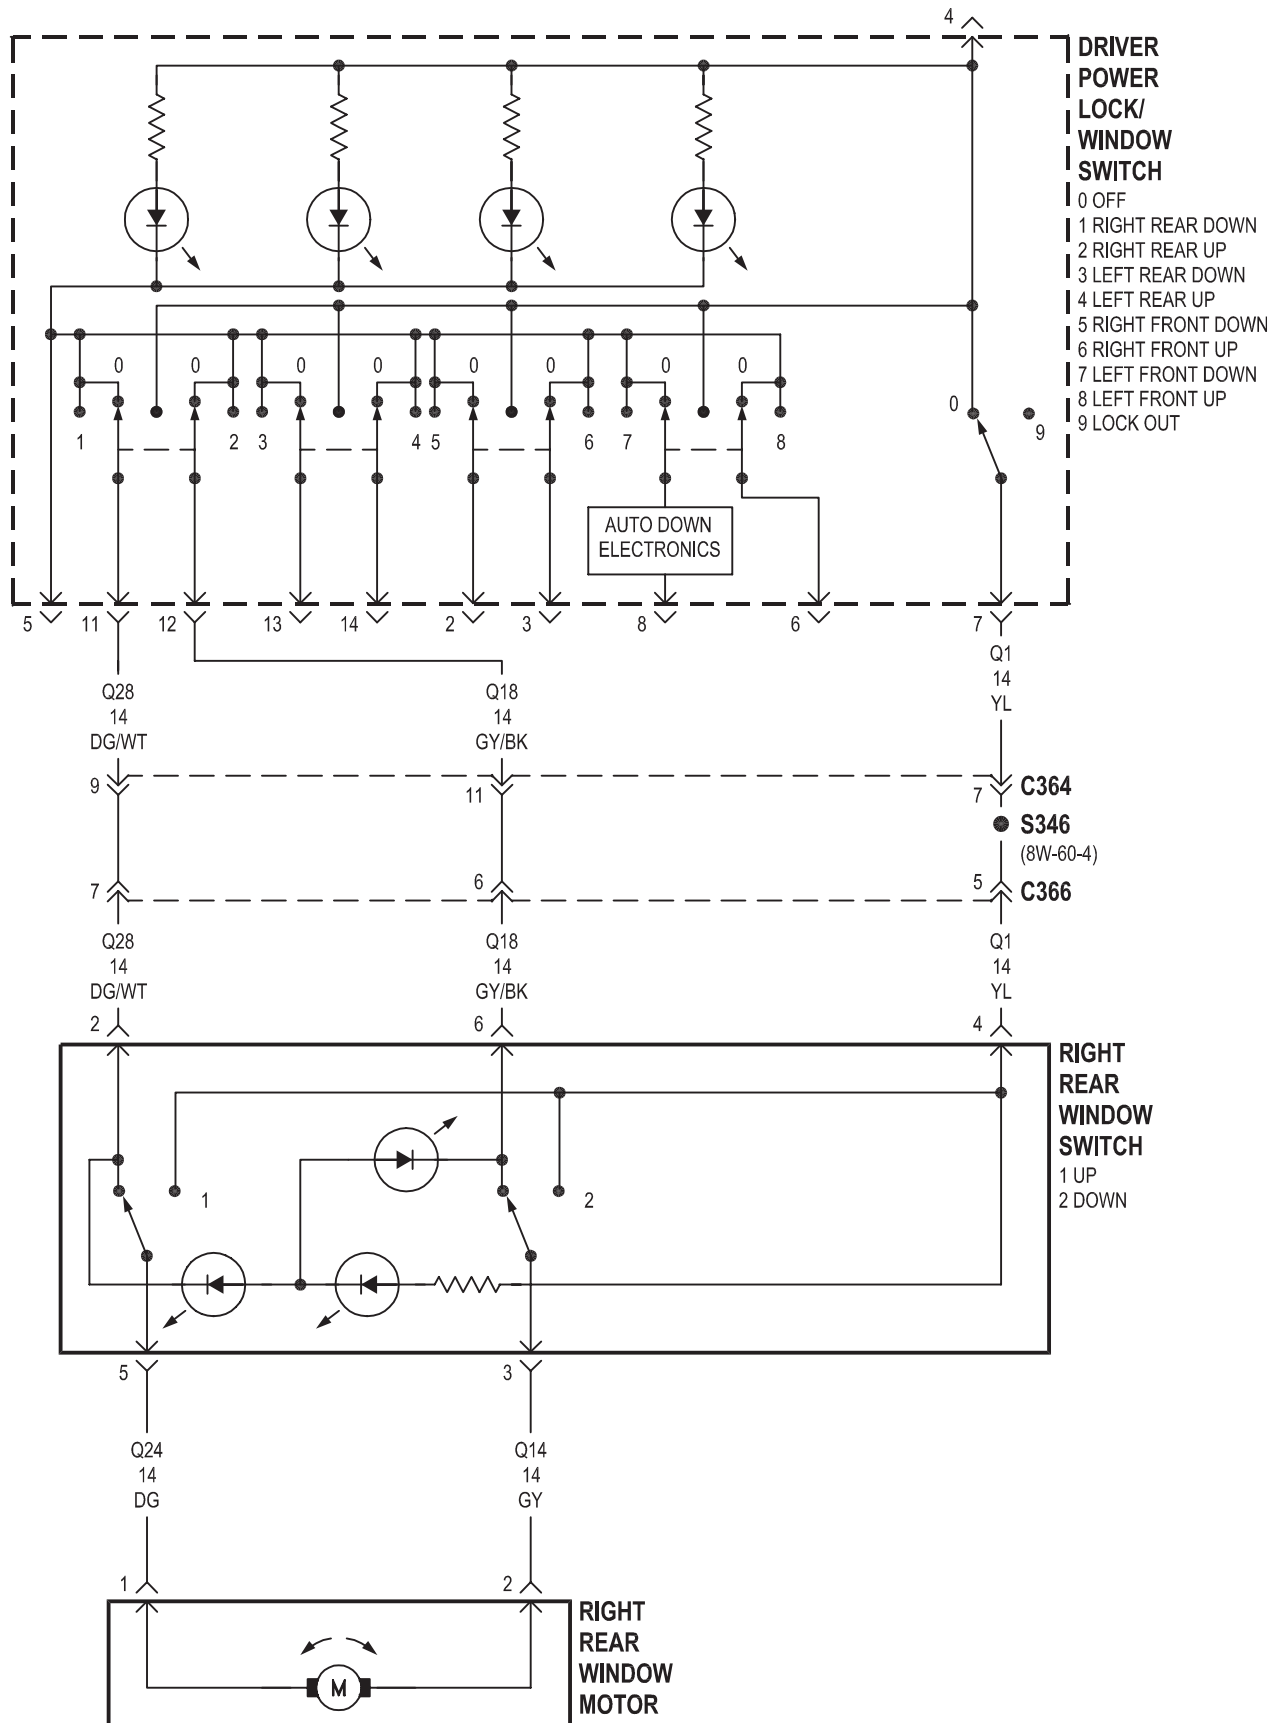 4
DRIVER
POWER
LOCK/
WINDOW
SWITCH
0 OFF
1 RIGHT REAR DOWN
2 RIGHT REAR UP
3 LEFT REAR DOWN
4 LEFT REAR UP
5 RIGHT FRONT DOWN
6 RIGHT FRONT UP
7 LEFT FRONT DOWN
8 LEFT FRONT UP
9 LOCK OUT
0 0 0 0 0 0 0 0
0 9
1 2 3 4 5 6 7 8
AUTO DOWN
ELECTRONICS
5 11 12 13 14 2 3 8 6 7
Q28 Q18 Q1
14 14 14
DG/WT GY/BK YL
9 11 7 C364
S346
(8W-60-4)
7 6 5 C366
Q28 Q18 Q1
14 14 14
DG/WT GY/BK YL
2 6 4
RIGHT
REAR
WINDOW
SWITCH
1 UP
2 DOWN
1 2
5 3
Q24 Q14
14 14
DG GY
1 2
RIGHT
REAR
WINDOW
MOTOR
M